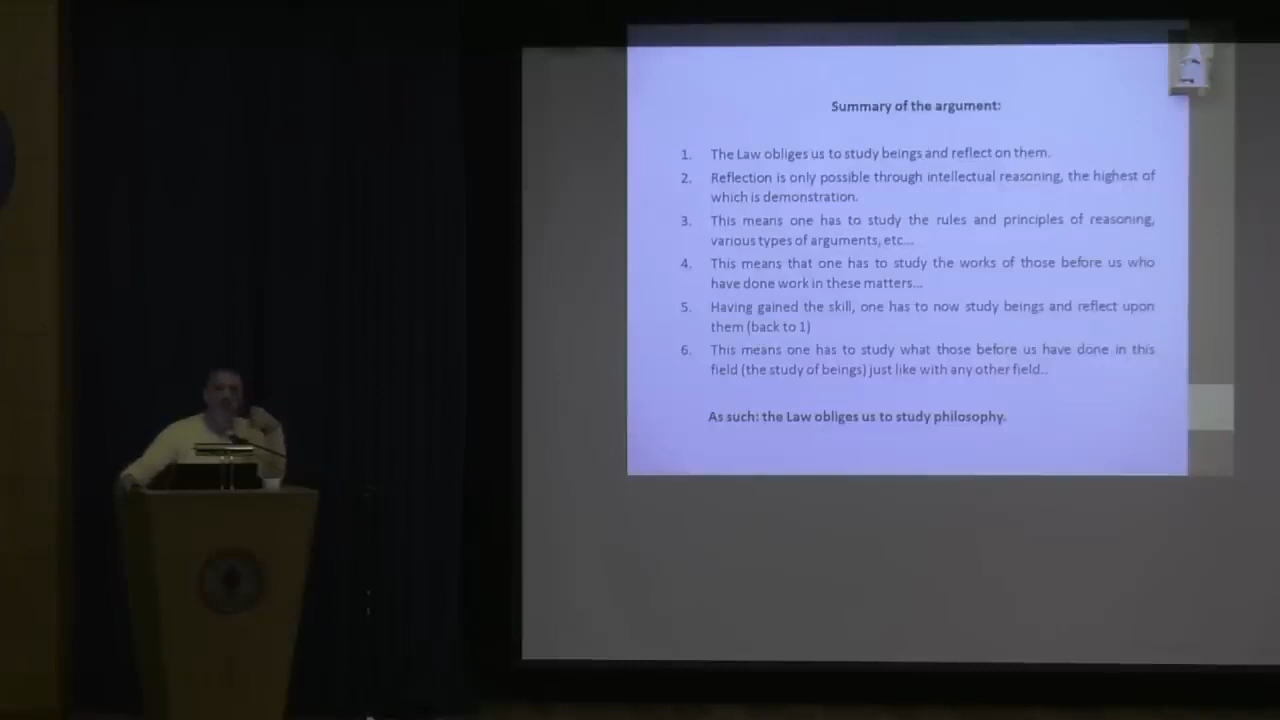 Summary of the argument:
1. The Law obliges us to study beings and reflect on them.
2. Reflection is only possible through intellectual reasoning, the highest of
which is demonstration.
3. This means one has to study the rules and principles of reasoning,
various types of arguments, etc...
4. This means that one has to study the works of those before us who
have done work in these matters...
5. Having gained the skill, one has to now study beings and reflect upon
them (back to 1)
6. This means one has to study what those before us have done in this
field (the study of beings) just like with any other field..
As such: the Law obliges us to study philosophy.